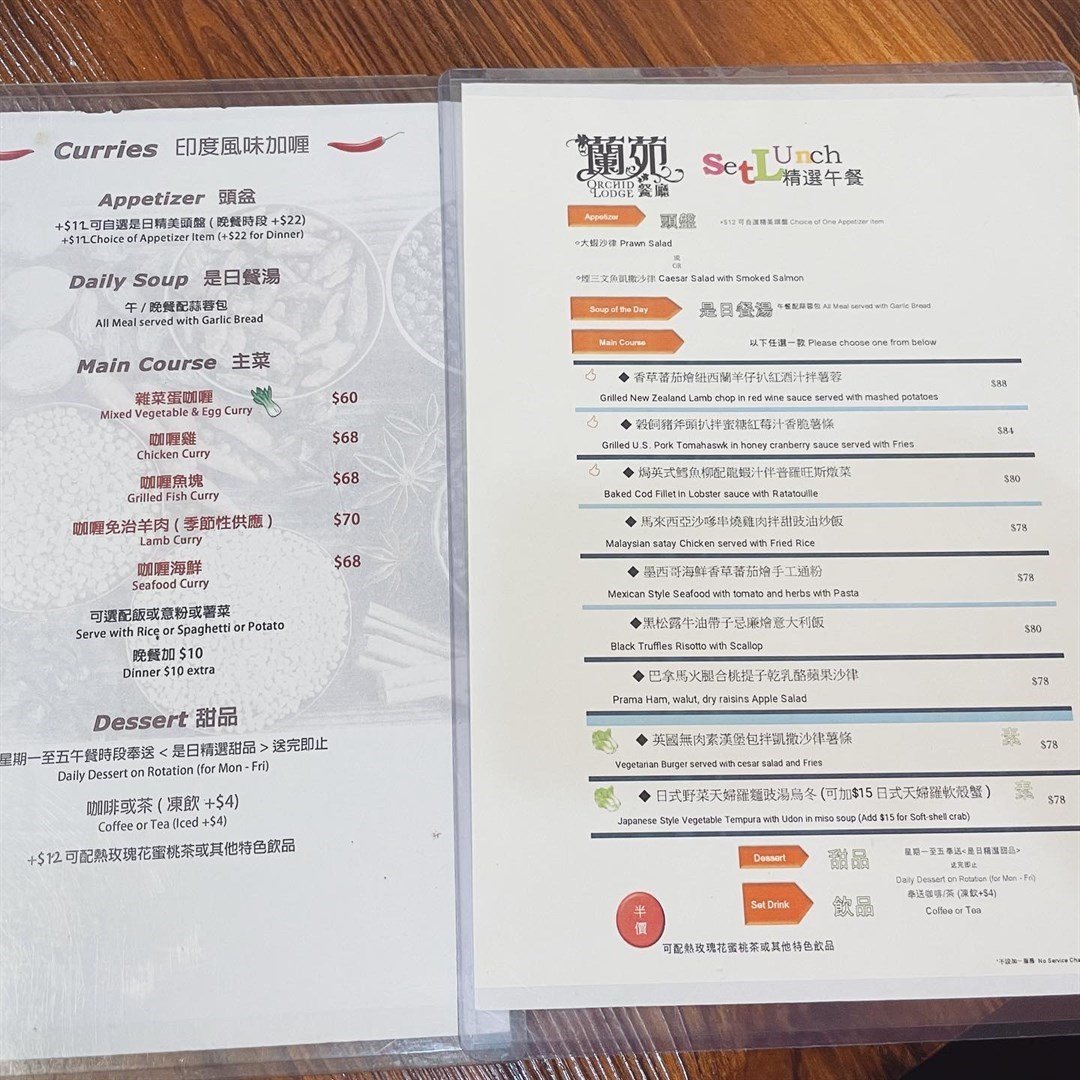 Curries 印度風味加喱
Appetizer 頭盆
+$12可自選是日精美頭盤 ( 晚餐時段 +$22)
+$12Choice of Appetizer Item (+$22 for Dinner)
Daily Soup 是日餐湯
午 / 晚餐配蒜蓉包
All Meal served with Garlic Bread
Main Course 主菜
雜菜蛋咖喱 $60
Mixed Vegetable & Egg Curry
咖喱雞 $68
Chicken Curry
咖喱魚塊 $68
Grilled Fish Curry
咖喱免治羊肉 ( 季節性供應 ) $70
Lamb Curry
咖喱海鮮 $68
Seafood Curry
可選配飯或意粉或薯菜
Serve with Rice or Spaghetti or Potato
晚餐加 $10
Dinner $10 extra
Dessert 甜品
星期一至五午餐時段奉送 < 是日精選甜品 > 送完即止
Daily Dessert on Rotation (for Mon - Fri)
咖啡或茶 ( 凍飲 +$4)
Coffee or Tea (Iced +$4)
+$12 可配熱玫瑰花蜜桃茶或其他特色飲品
蘭苑
ORCHID LODGE 餐廳
Set Lunch
精選午餐
Appetizer 頭盤 +$12 可自選精美頭盤 Choice of One Appetizer Item
大蝦沙律 Prawn Salad
或
OR
煙三文魚凱撒沙律 Caesar Salad with Smoked Salmon
Soup of the Day 是日餐湯 午餐配蒜蓉包 All Meal served with Garlic Bread
Main Course 以下任選一款 Please choose one from below
◆ 香草蕃茄燴紐西蘭羊仔扒紅酒汁拌薯蓉 $88
Grilled New Zealand Lamb chop in red wine sauce served with mashed potatoes
◆ 穀飼豬斧頭扒拌蜜糖紅莓汁香脆薯條 $84
Grilled U.S. Pork Tomahaswk in honey cranberry sauce served with Fries
◆ 焗英式鱈魚柳配龍蝦汁伴普羅旺斯燉菜 $80
Baked Cod Fillet in Lobster sauce with Ratatouille
◆ 馬來西亞沙嗲串燒雞肉拌甜豉油炒飯 $78
Malaysian satay Chicken served with Fried Rice
◆ 墨西哥海鮮香草蕃茄燴手工通粉 $78
Mexican Style Seafood with tomato and herbs with Pasta
◆黑松露牛油帶子忌廉燴意大利飯 $80
Black Truffles Risotto with Scallop
◆ 巴拿馬火腿合桃提子乾乳酪蘋果沙律 $78
Prama Ham, walut, dry raisins Apple Salad
◆ 英國無肉素漢堡包拌凱撒沙律薯條 素 $78
Vegetarian Burger served with cesar salad and Fries
◆ 日式野菜天婦羅麵豉湯烏冬 (可加$15 日式天婦羅軟殼蟹 ) 素 $78
Japanese Style Vegetable Tempura with Udon in miso soup (Add $15 for Soft-shell crab)
Dessert 甜品 星期一至五 奉送<是日精選甜品>
送完即止
Daily Dessert on Rotation (for Mon - Fri)
Set Drink 飲品 奉送咖啡/茶 (凍飲+$4)
Coffee or Tea
半價
可配熱玫瑰花蜜桃茶或其他特色飲品
*不設加一服務 No Service Cha